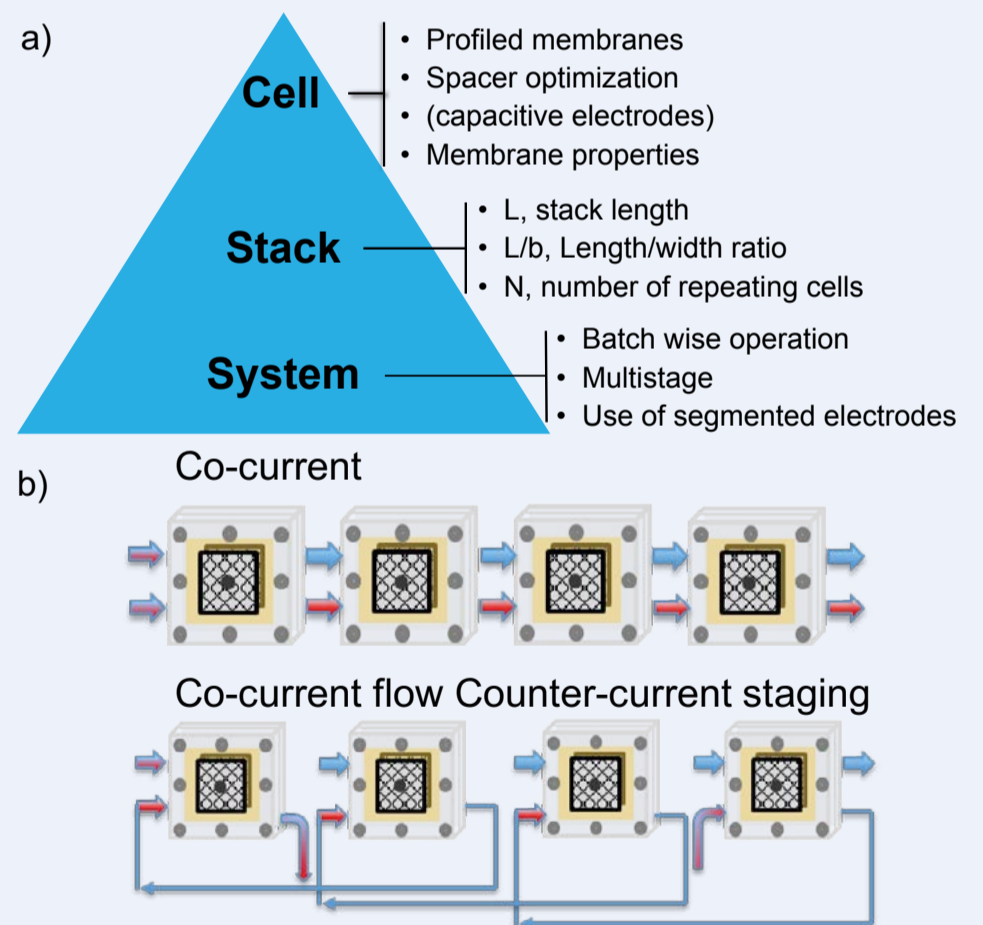 a)
Cell
• Profiled membranes
• Spacer optimization
• (capacitive electrodes)
• Membrane properties
Stack
• L, stack length
• L/b, Length/width ratio
• N, number of repeating cells
System
• Batch wise operation
• Multistage
• Use of segmented electrodes
b)
Co-current
Co-current flow Counter-current staging